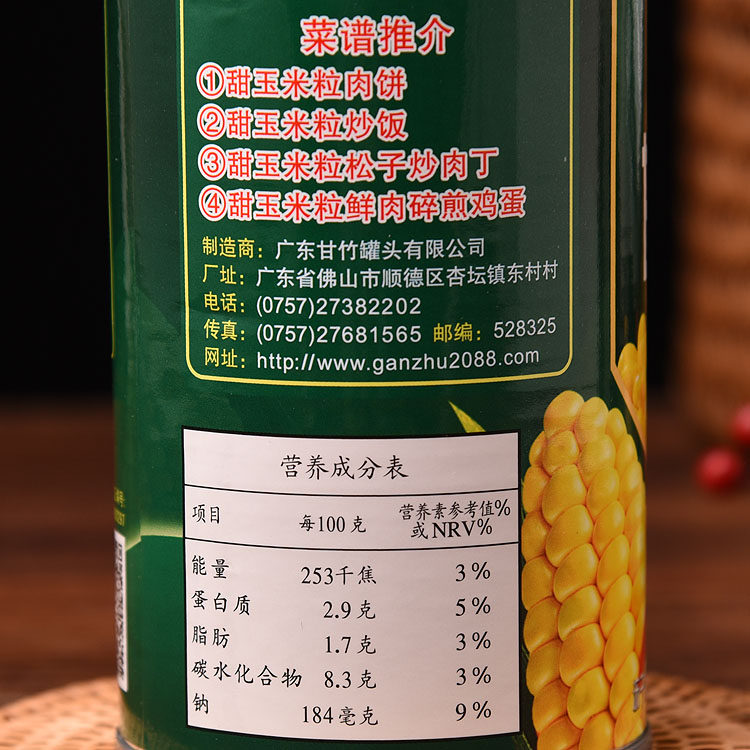 菜谱推介
①甜玉米粒肉饼
②甜玉米粒炒饭
③甜玉米粒松子炒肉丁
④甜玉米粒鲜肉碎煎鸡蛋
制造商：广东甘竹罐头有限公司
厂址：广东省佛山市顺德区杏坛镇东村村
电话：(0757)27382202
传真：(0757)27681565 邮编：528325
网址：http://www.ganzhu2088.com
营养成分表
项目 每100克 营养素参考值%或NRV%
能量 253千焦 3%
蛋白质 2.9克 5%
脂肪 1.7克 3%
碳水化合物 8.3克 3%
钠 184毫克 9%